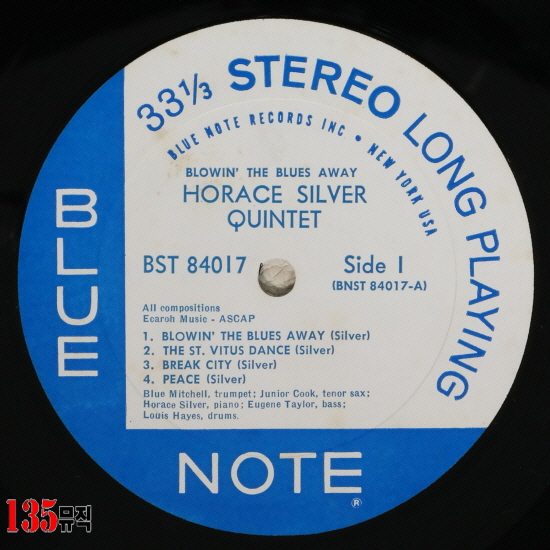 33⅓ STEREO LONG PLAYING
BLUE NOTE RECORDS INC • NEW YORK USA
BLOWIN' THE BLUES AWAY
HORACE SILVER
QUINTET
BST 84017
Side 1
(BNST 84017-A)
All compositions
Ecaroh Music - ASCAP
1. BLOWIN' THE BLUES AWAY (Silver)
2. THE ST. VITUS DANCE (Silver)
3. BREAK CITY (Silver)
4. PEACE (Silver)
Blue Mitchell, trumpet; Junior Cook, tenor sax;
Horace Silver, piano; Eugene Taylor, bass;
Louis Hayes, drums.
BLUE
NOTE®
135뮤직